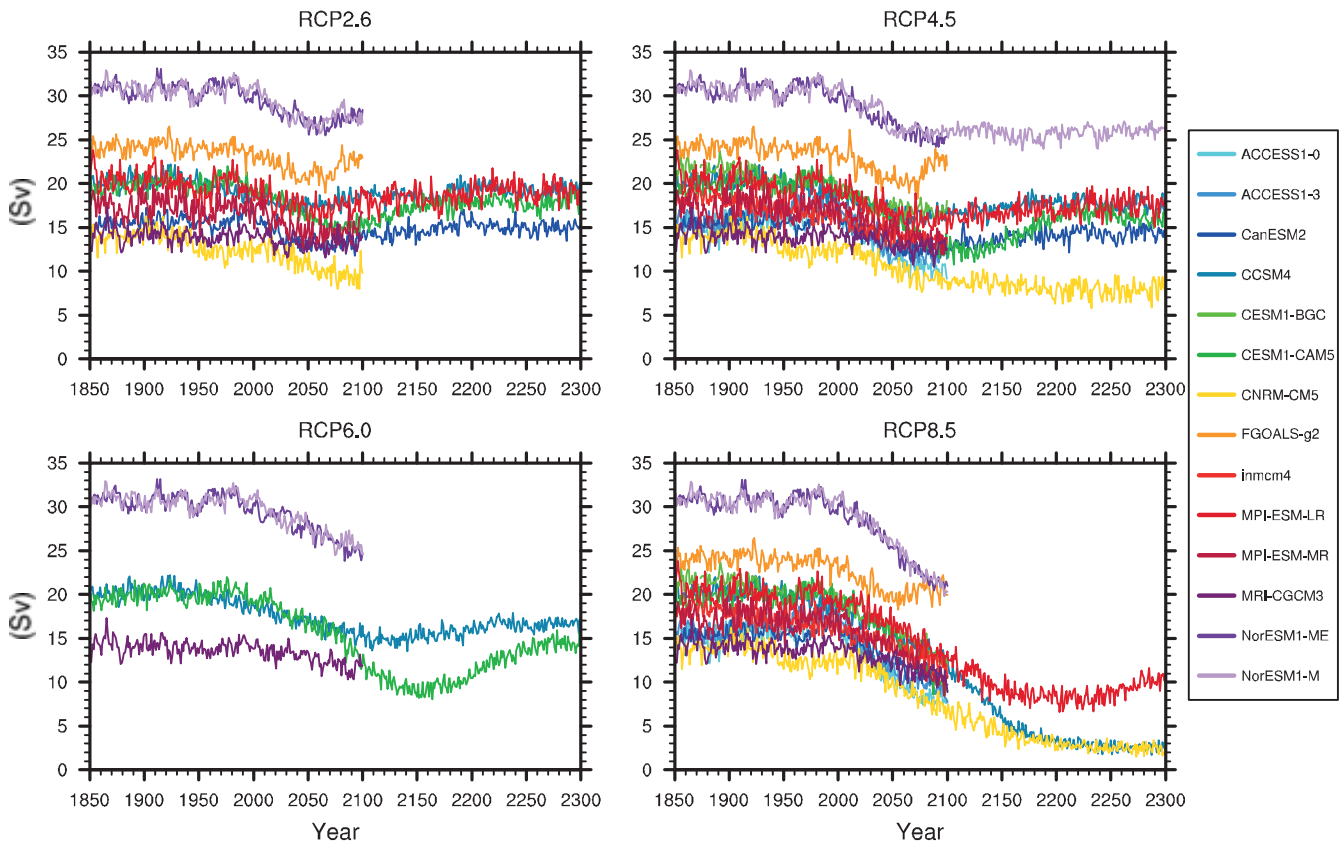 RCP2.6
RCP4.5
35
30
25
20
15
10
5
0
(Sv)
1850 1900 1950 2000 2050 2100 2150 2200 2250 2300
35
30
25
20
15
10
5
0
1850 1900 1950 2000 2050 2100 2150 2200 2250 2300
RCP6.0
RCP8.5
35
30
25
20
15
10
5
0
(Sv)
1850 1900 1950 2000 2050 2100 2150 2200 2250 2300
Year
35
30
25
20
15
10
5
0
1850 1900 1950 2000 2050 2100 2150 2200 2250 2300
Year
ACCESS1-0
ACCESS1-3
CanESM2
CCSM4
CESM1-BGC
CESM1-CAM5
CNRM-CM5
FGOALS-g2
inmcm4
MPI-ESM-LR
MPI-ESM-MR
MRI-CGCM3
NorESM1-ME
NorESM1-M